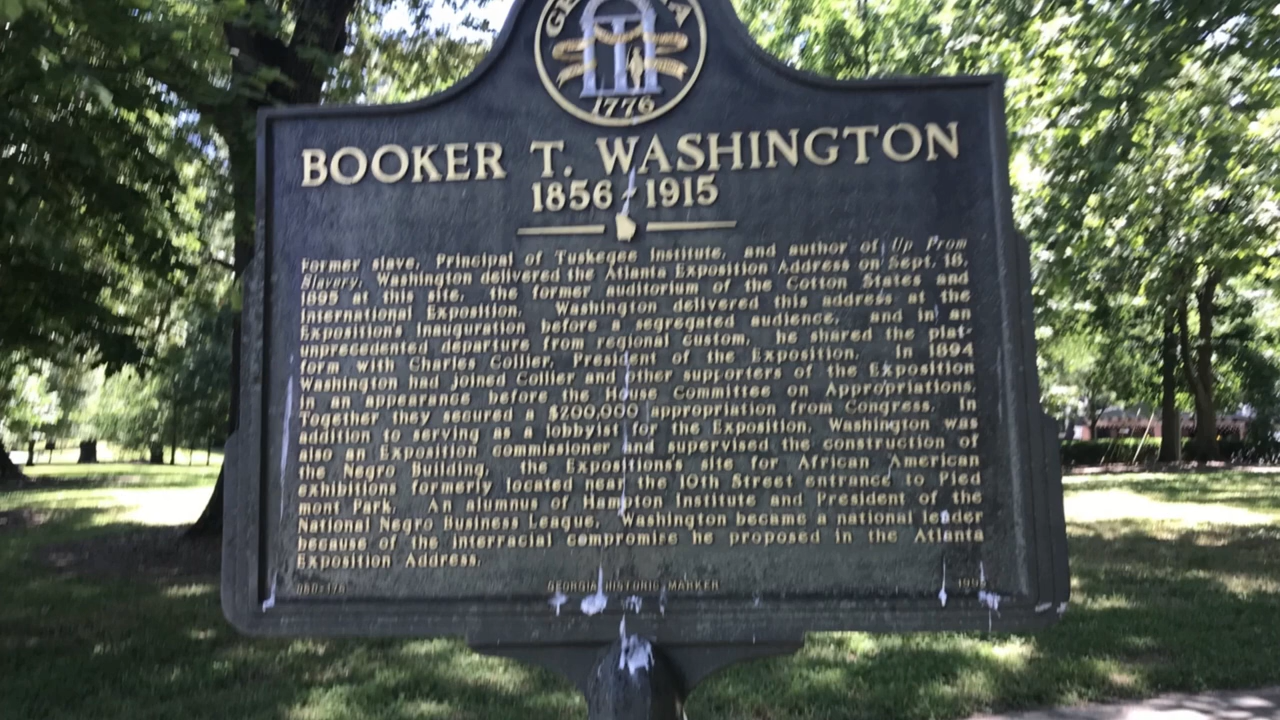 GEORGIA
1776
BOOKER T. WASHINGTON
1856-1915
Former slave, Principal of Tuskegee Institute, and author of Up From
Slavery, Washington delivered the Atlanta Exposition Address on Sept. 18,
1895 at this site, the former auditorium of the Cotton States and
International Exposition. Washington delivered this address at the
Exposition's inauguration before a segregated audience, and in an
unprecedented departure from regional custom, he shared the plat-
form with Charles Collier, President of the Exposition. In 1894
Washington had joined Collier and other supporters of the Exposition
in an appearance before the House Committee on Appropriations.
Together they secured a $200,000 appropriation from Congress. In
addition to serving as a lobbyist for the Exposition, Washington was
also an Exposition commissioner and supervised the construction of
the Negro Building, the Expositions's site for African American
exhibitions formerly located near the 10th Street entrance to Pied
mont Park. An alumnus of Hampton Institute and President of the
National Negro Business League, Washington became a national leader
because of the interracial compromise he proposed in the Atlanta
Exposition Address.
GEORGIA HISTORIC MARKER